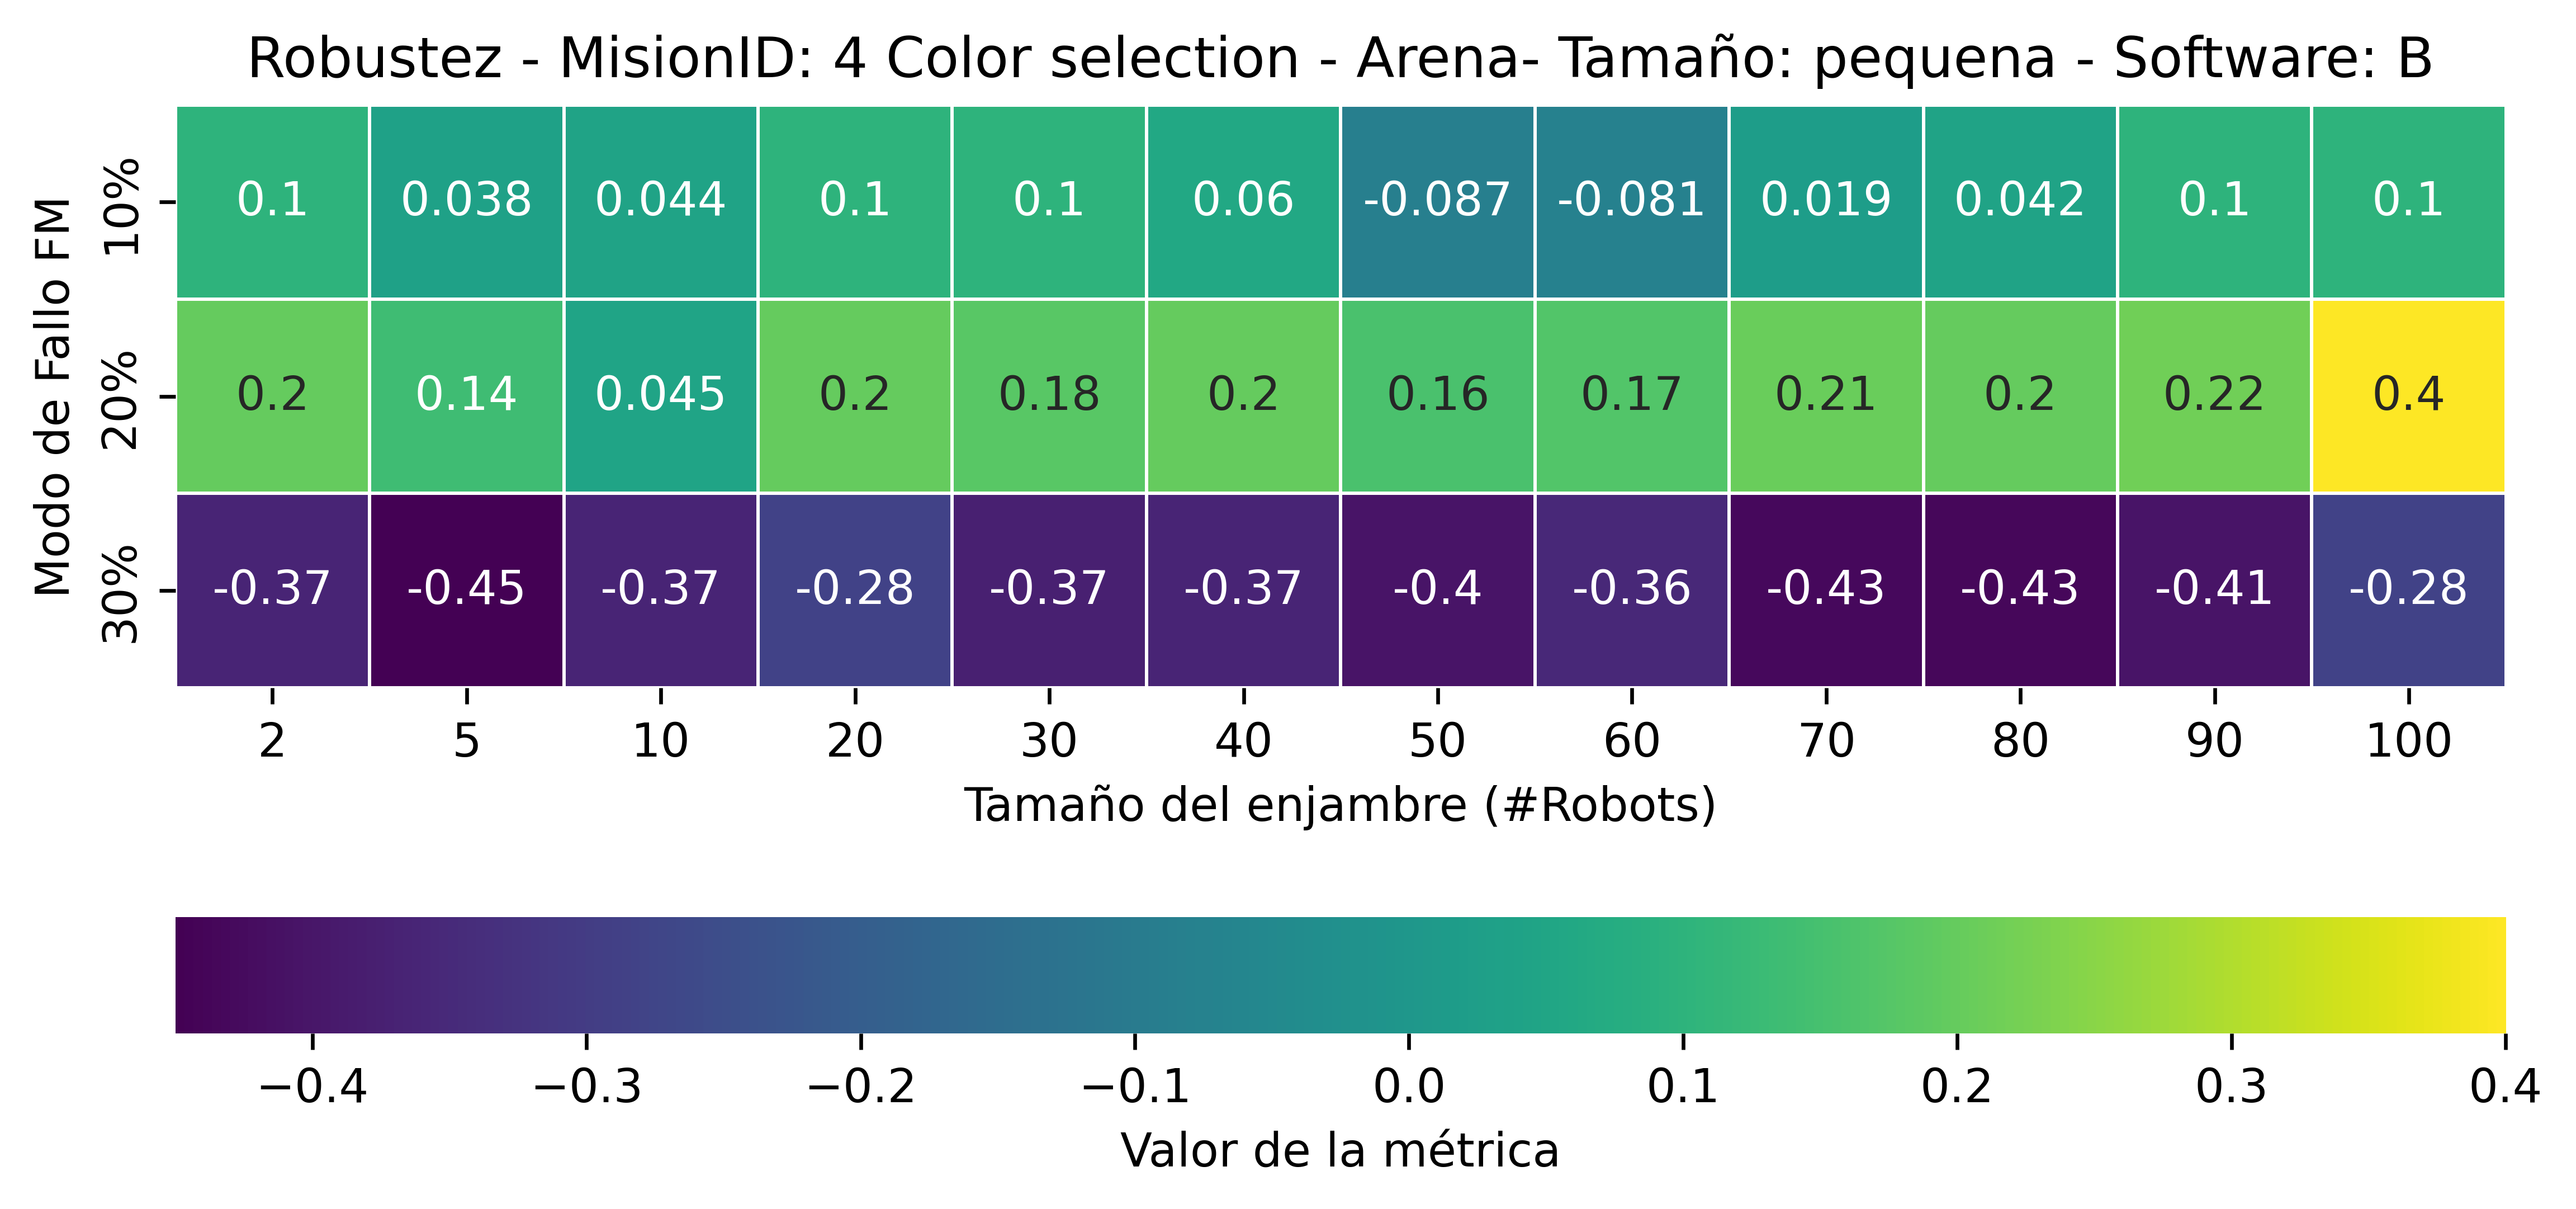 Robustez - MisionID: 4 Color selection - Arena- Tamaño: pequena - Software: B
Modo de Fallo FM
10% 0.1 0.038 0.044 0.1 0.1 0.06 -0.087 -0.081 0.019 0.042 0.1 0.1
20% 0.2 0.14 0.045 0.2 0.18 0.2 0.16 0.17 0.21 0.2 0.22 0.4
30% -0.37 -0.45 -0.37 -0.28 -0.37 -0.37 -0.4 -0.36 -0.43 -0.43 -0.41 -0.28
2 5 10 20 30 40 50 60 70 80 90 100
Tamaño del enjambre (#Robots)
−0.4 −0.3 −0.2 −0.1 0.0 0.1 0.2 0.3 0.4
Valor de la métrica